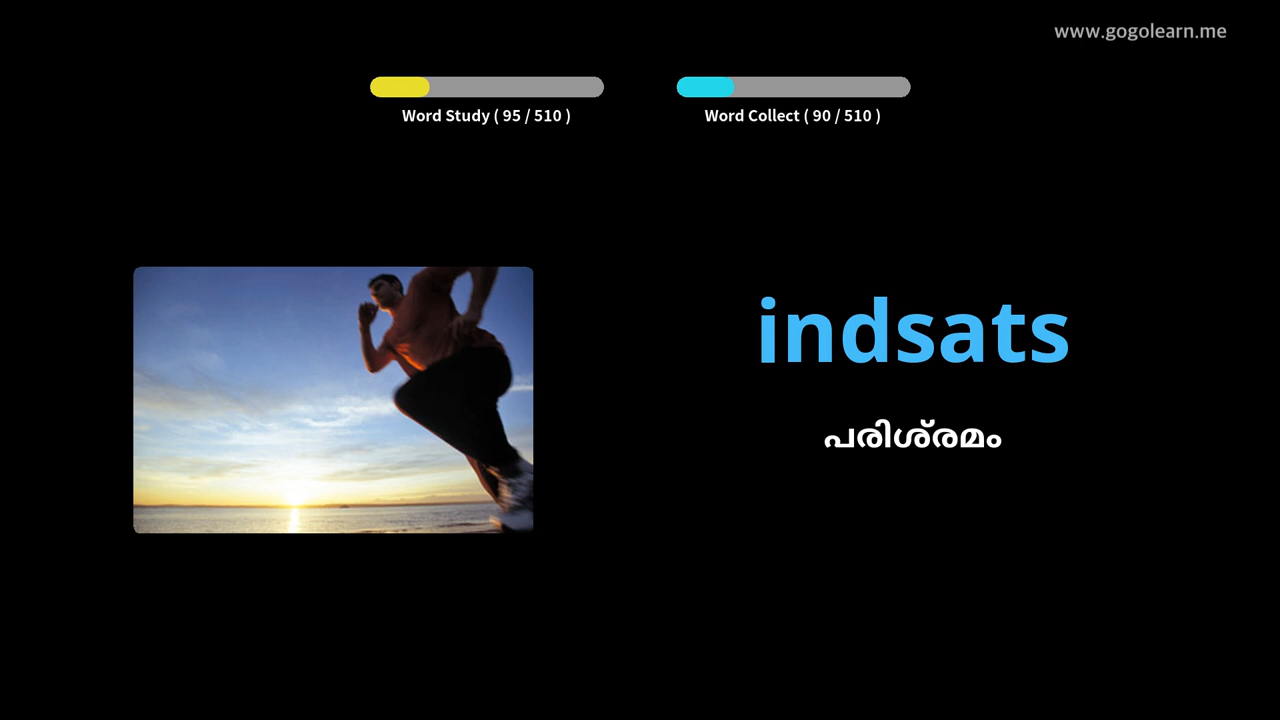 www.gogolearn.me
Word Study ( 95 / 510 )
Word Collect ( 90 / 510 )
indsats
പരിശ്രമം